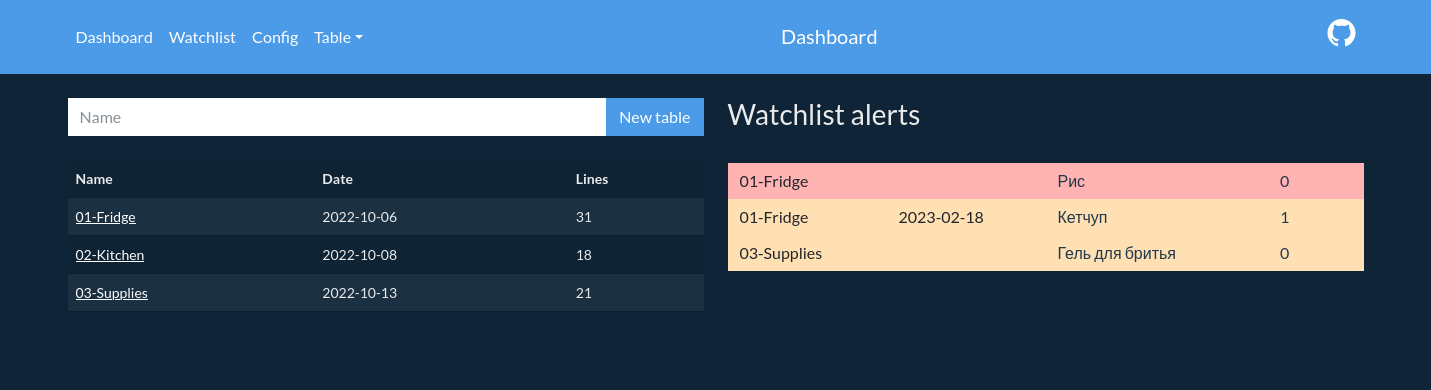 Dashboard Watchlist Config Table Dashboard
Name New table
Name Date Lines
01-Fridge 2022-10-06 31
02-Kitchen 2022-10-08 18
03-Supplies 2022-10-13 21
Watchlist alerts
01-Fridge Рис 0
01-Fridge 2023-02-18 Кетчуп 1
03-Supplies Гель для бритья 0